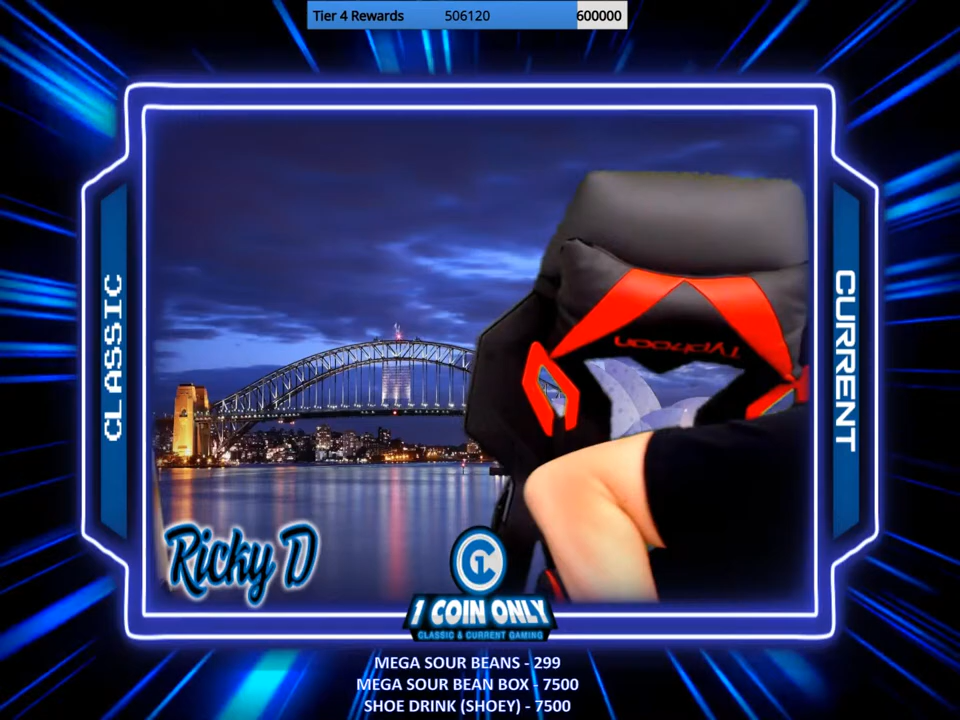 Tier 4 Rewards 506120 600000
CLASSIC
CURRENT
TYPHOON
Ricky D
1 COIN ONLY
CLASSIC & CURRENT GAMING
MEGA SOUR BEANS - 299
MEGA SOUR BEAN BOX - 7500
SHOE DRINK (SHOEY) - 7500